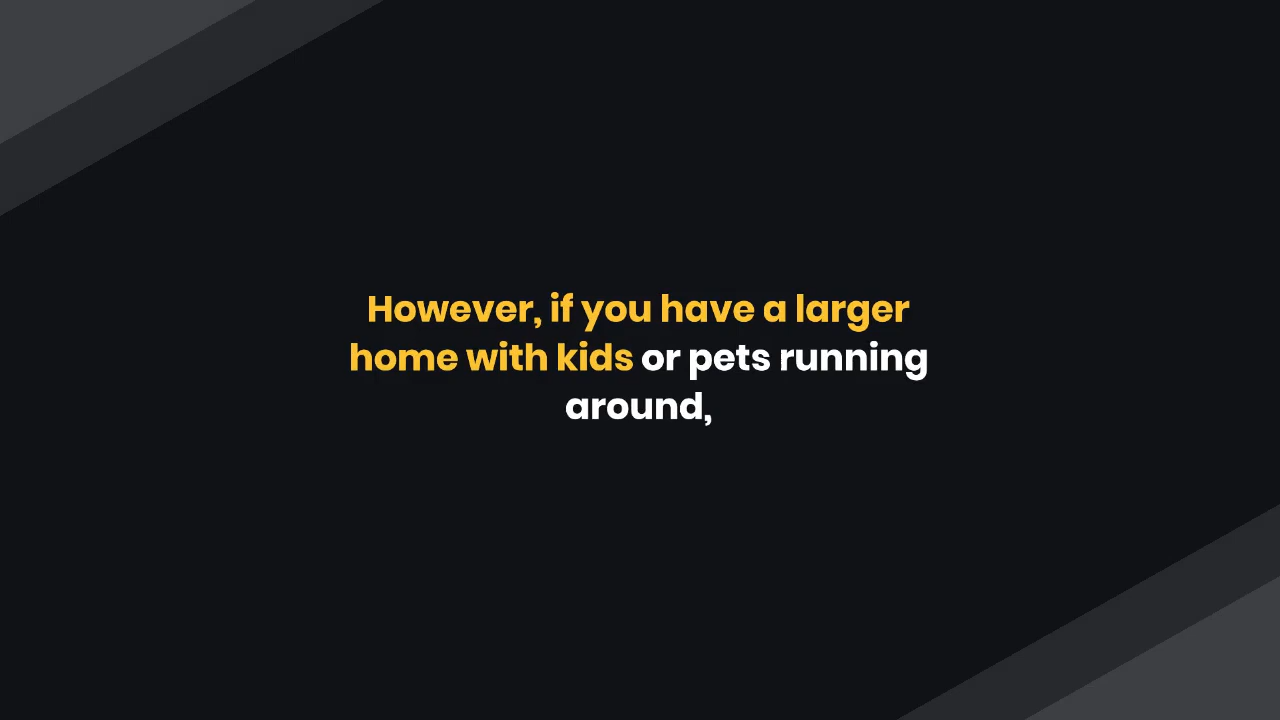 However, if you have a larger
home with kids or pets running
around,